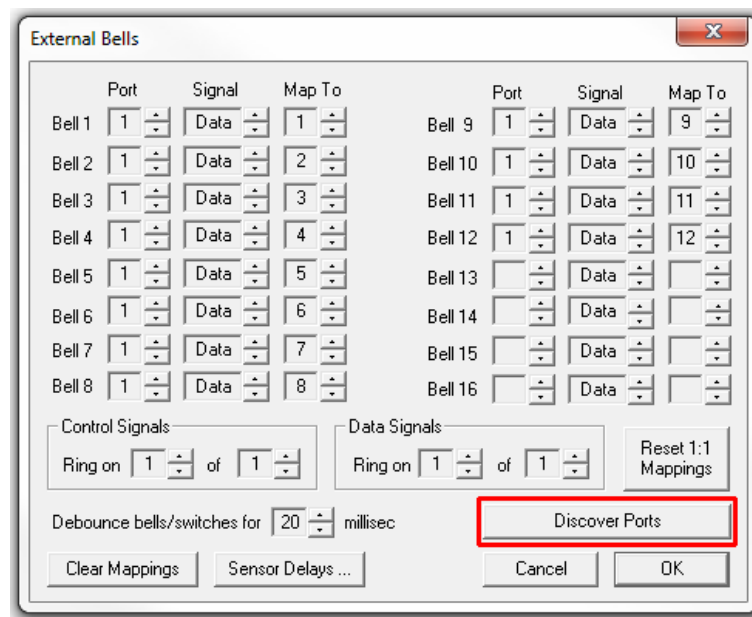 External Bells
Port Signal Map To Port Signal Map To
Bell 1 1 Data 1 Bell 9 1 Data 9
Bell 2 1 Data 2 Bell 10 1 Data 10
Bell 3 1 Data 3 Bell 11 1 Data 11
Bell 4 1 Data 4 Bell 12 1 Data 12
Bell 5 1 Data 5 Bell 13 Data
Bell 6 1 Data 6 Bell 14 Data
Bell 7 1 Data 7 Bell 15 Data
Bell 8 1 Data 8 Bell 16 Data
Control Signals Data Signals
Ring on 1 of 1 Ring on 1 of 1 Reset 1:1
Mappings
Debounce bells/switches for 20 millisec Discover Ports
Clear Mappings Sensor Delays ... Cancel OK